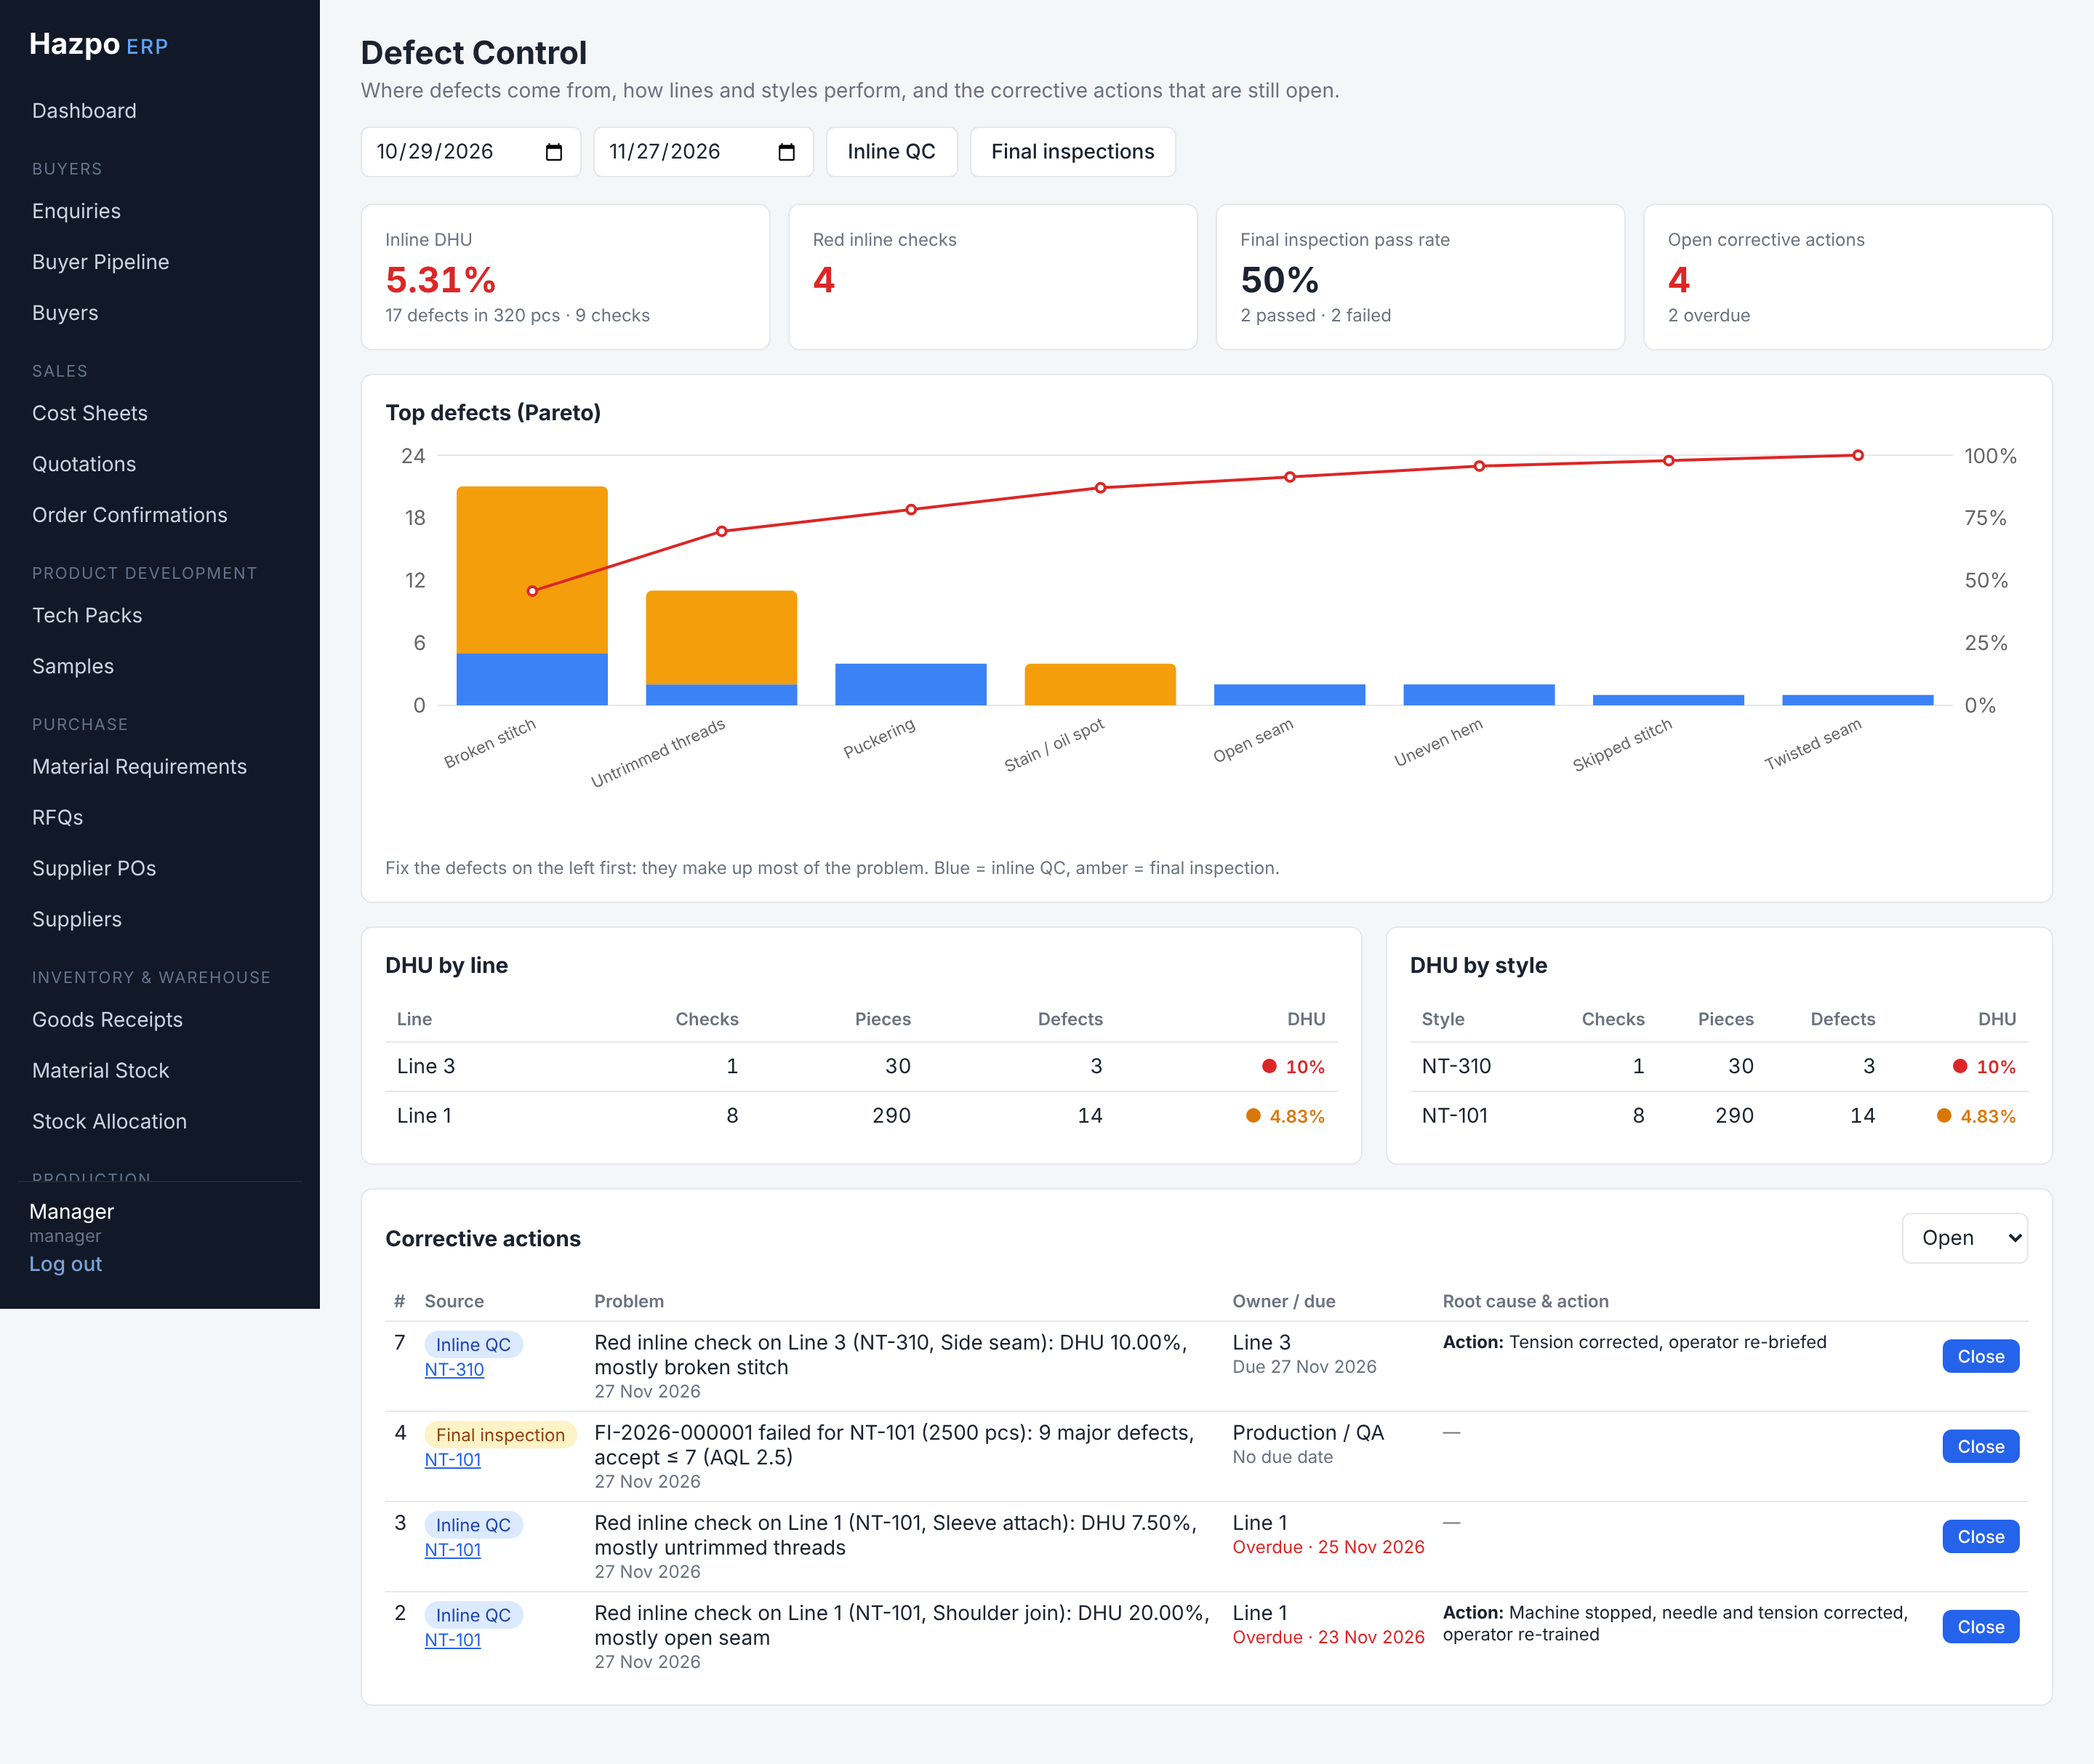 Hazpo ERP
Dashboard
BUYERS
Enquiries
Buyer Pipeline
Buyers
SALES
Cost Sheets
Quotations
Order Confirmations
PRODUCT DEVELOPMENT
Tech Packs
Samples
PURCHASE
Material Requirements
RFQs
Supplier POs
Suppliers
INVENTORY & WAREHOUSE
Goods Receipts
Material Stock
Stock Allocation
PRODUCTION
Manager
manager
Log out
Defect Control
Where defects come from, how lines and styles perform, and the corrective actions that are still open.
10/29/2026 11/27/2026 Inline QC Final inspections
Inline DHU
5.31%
17 defects in 320 pcs · 9 checks
Red inline checks
4
Final inspection pass rate
50%
2 passed · 2 failed
Open corrective actions
4
2 overdue
Top defects (Pareto)
24 100%
18 75%
12 50%
6 25%
0 0%
Broken stitch
Untrimmed threads
Puckering
Stain / oil spot
Open seam
Uneven hem
Skipped stitch
Twisted seam
Fix the defects on the left first: they make up most of the problem. Blue = inline QC, amber = final inspection.
DHU by line
Line Checks Pieces Defects DHU
Line 3 1 30 3 10%
Line 1 8 290 14 4.83%
DHU by style
Style Checks Pieces Defects DHU
NT-310 1 30 3 10%
NT-101 8 290 14 4.83%
Corrective actions
Open
# Source Problem Owner / due Root cause & action
7 Inline QC Red inline check on Line 3 (NT-310, Side seam): DHU 10.00%, Line 3 Action: Tension corrected, operator re-briefed Close
NT-310 mostly broken stitch Due 27 Nov 2026
27 Nov 2026
4 Final inspection FI-2026-000001 failed for NT-101 (2500 pcs): 9 major defects, Production / QA — Close
NT-101 accept ≤ 7 (AQL 2.5) No due date
27 Nov 2026
3 Inline QC Red inline check on Line 1 (NT-101, Sleeve attach): DHU 7.50%, Line 1 — Close
NT-101 mostly untrimmed threads Overdue · 25 Nov 2026
27 Nov 2026
2 Inline QC Red inline check on Line 1 (NT-101, Shoulder join): DHU 20.00%, Line 1 Action: Machine stopped, needle and tension corrected, Close
NT-101 mostly open seam Overdue · 23 Nov 2026 operator re-trained
27 Nov 2026